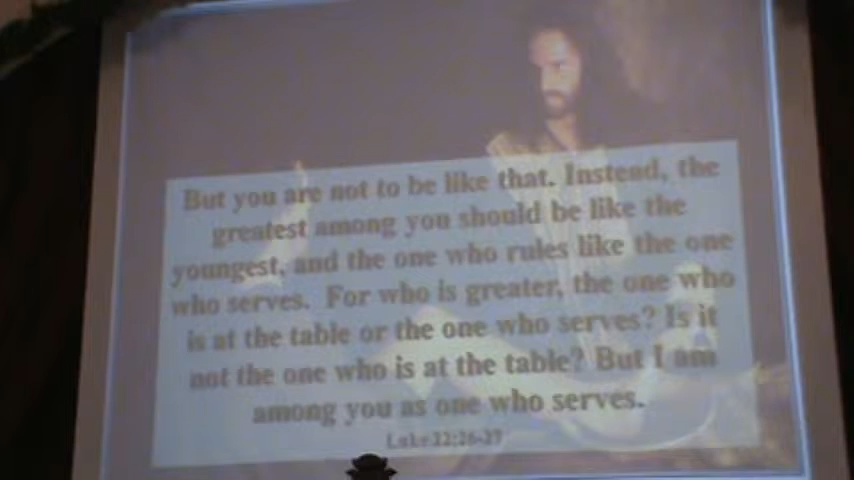 But you are not to be like that. Instead, the
greatest among you should be like the
youngest, and the one who rules like the one
who serves. For who is greater, the one who
is at the table or the one who serves? Is it
not the one who is at the table? But I am
among you as one who serves.
Luke 22:26-27